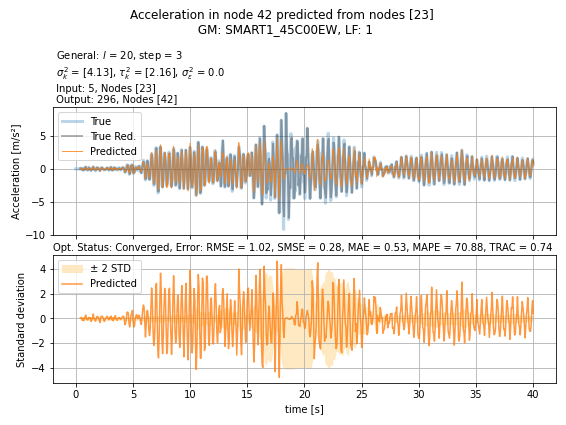 Acceleration in node 42 predicted from nodes [23]
GM: SMART1_45C00EW, LF: 1
General: l = 20, step = 3
σ²ₖ = [4.13], τ²ₖ = [2.16], σ²ε = 0.0
Input: 5, Nodes [23]
Output: 296, Nodes [42]
Acceleration [m/s²]
5
0
−5
−10
True
True Red.
Predicted
Opt. Status: Converged, Error: RMSE = 1.02, SMSE = 0.28, MAE = 0.53, MAPE = 70.88, TRAC = 0.74
Standard deviation
4
2
0
−2
−4
± 2 STD
Predicted
0 5 10 15 20 25 30 35 40
time [s]